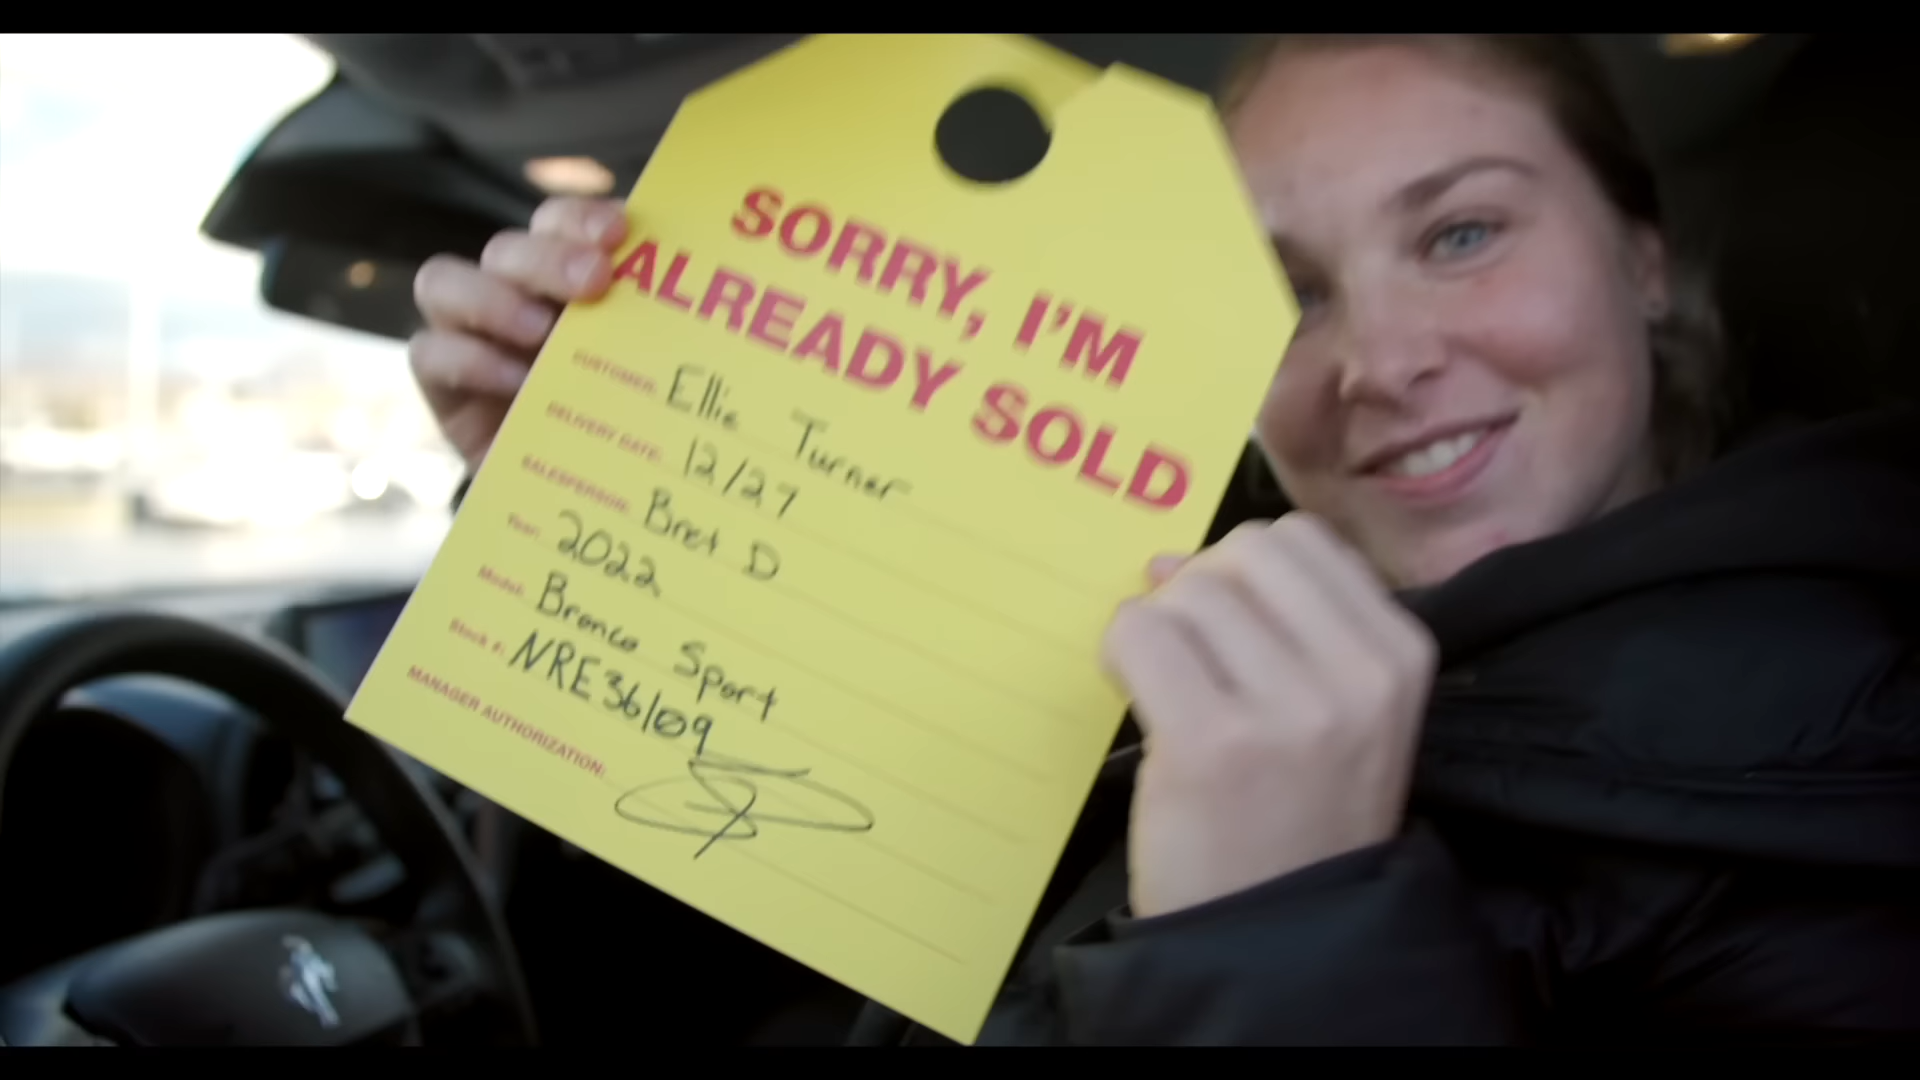 SORRY, I'M
ALREADY SOLD
CUSTOMER: Ellie Turner
DELIVERY DATE: 12/27
SALESPERSON: Bret D
Year: 2022
Model: Bronco Sport
Stock #: NRE36109
MANAGER AUTHORIZATION: